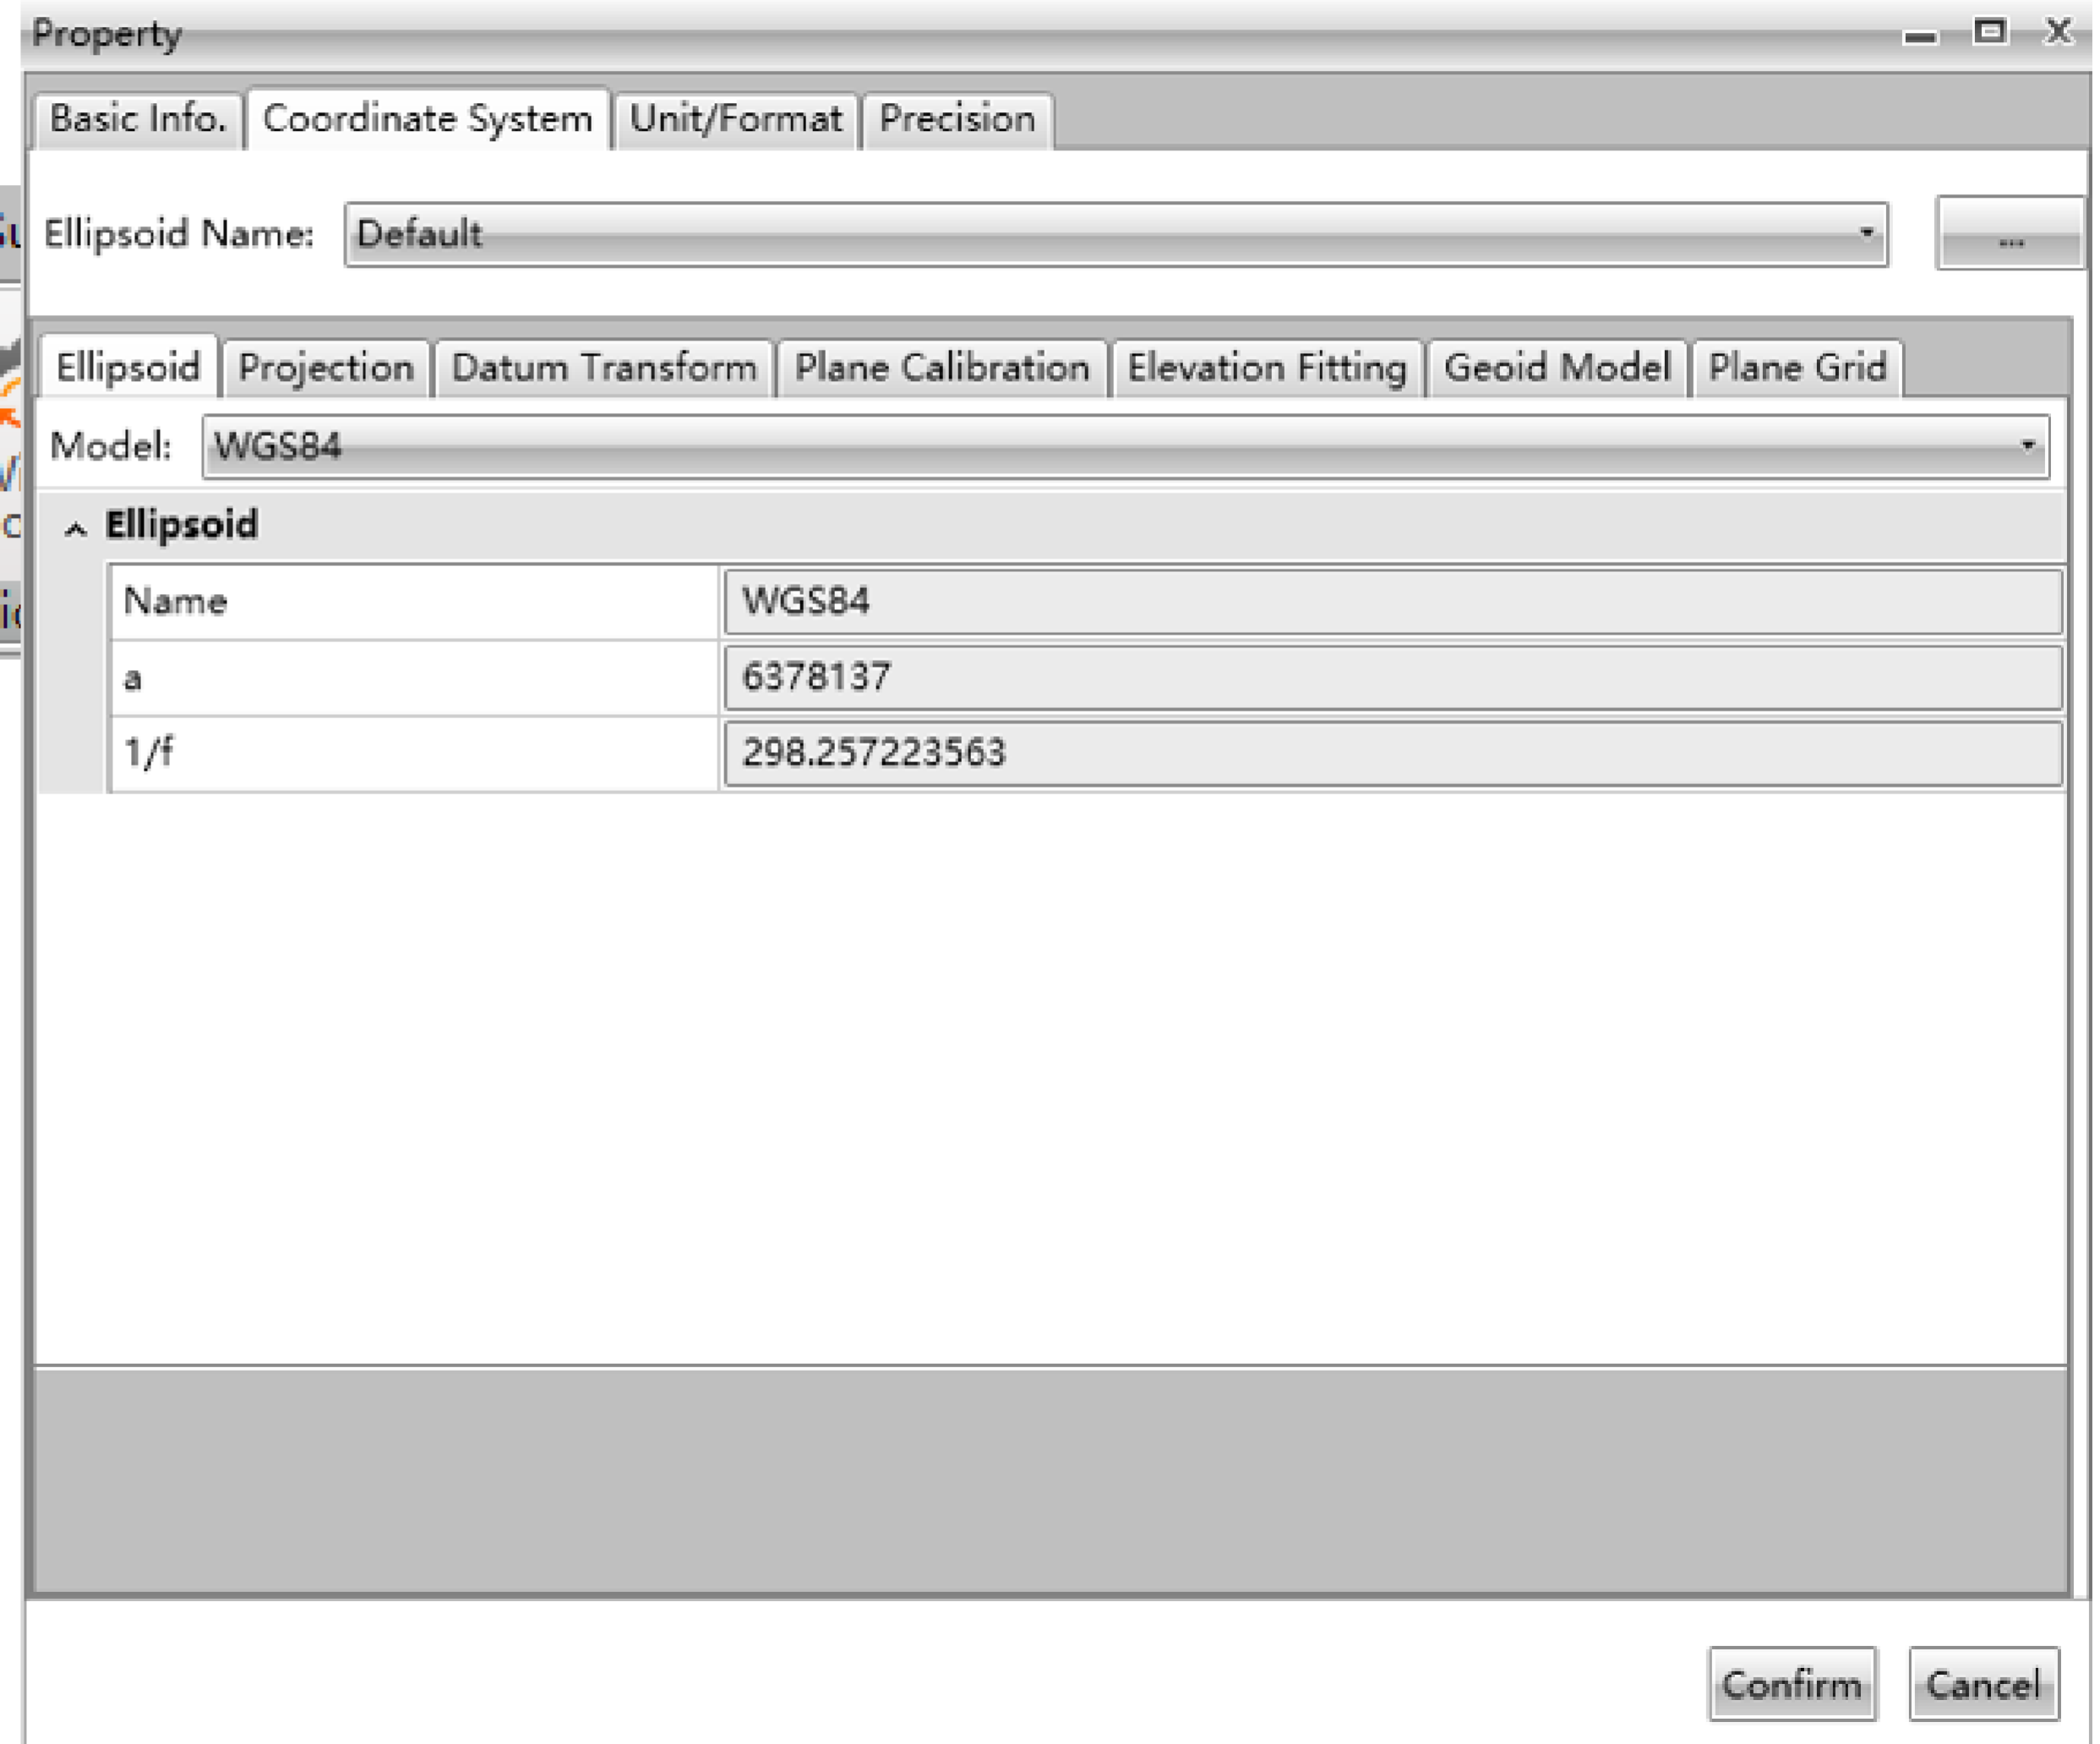 Property
Basic Info. Coordinate System Unit/Format Precision
Ellipsoid Name: Default ...
Ellipsoid Projection Datum Transform Plane Calibration Elevation Fitting Geoid Model Plane Grid
Model: WGS84
Ellipsoid
Name WGS84
a 6378137
1/f 298.257223563
Confirm Cancel